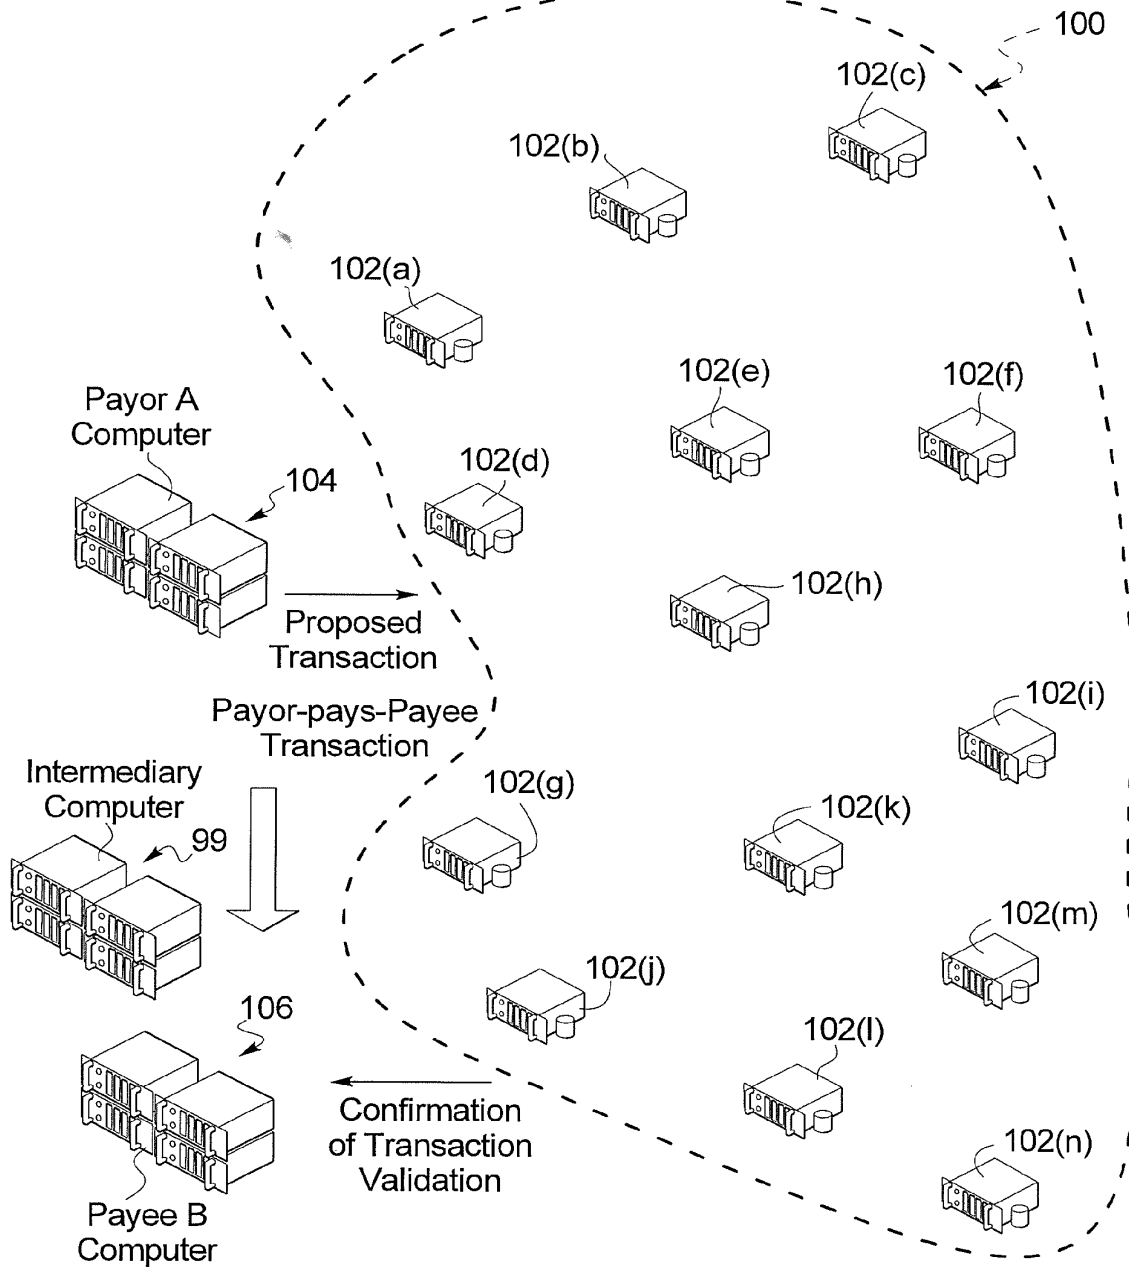 100
102(c)
102(b)
102(a)
102(e)
102(f)
Payor A
Computer
102(d)
104
102(h)
Proposed
Transaction
102(i)
Payor-pays-Payee
Transaction
Intermediary
Computer
102(g)
102(k)
99
102(m)
102(j)
106
102(l)
Confirmation
of Transaction
Validation
102(n)
Payee B
Computer